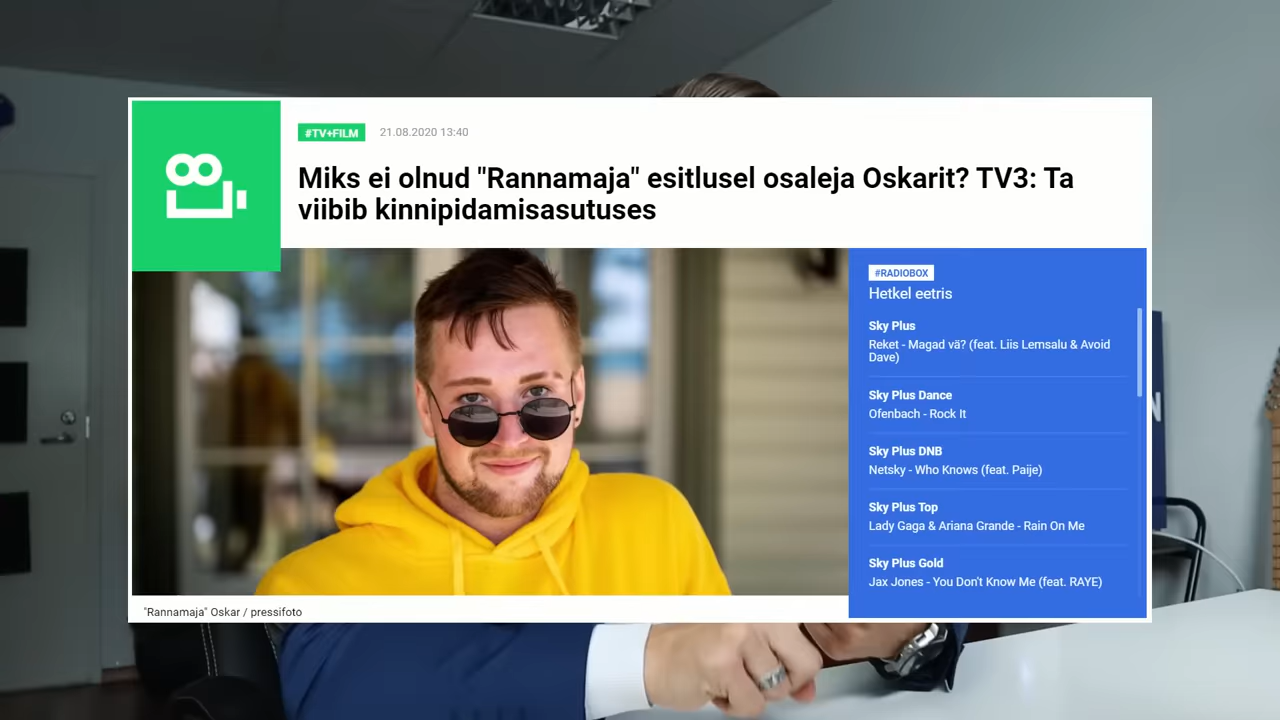 #TV+FILM 21.08.2020 13:40
Miks ei olnud "Rannamaja" esitlusel osaleja Oskarit? TV3: Ta
viibib kinnipidamisasutuses
#RADIOBOX
Hetkel eetris
Sky Plus
Reket - Magad vä? (feat. Liis Lemsalu & Avoid
Dave)
Sky Plus Dance
Ofenbach - Rock It
Sky Plus DNB
Netsky - Who Knows (feat. Paije)
Sky Plus Top
Lady Gaga & Ariana Grande - Rain On Me
Sky Plus Gold
Jax Jones - You Don't Know Me (feat. RAYE)
"Rannamaja" Oskar / pressifoto
N